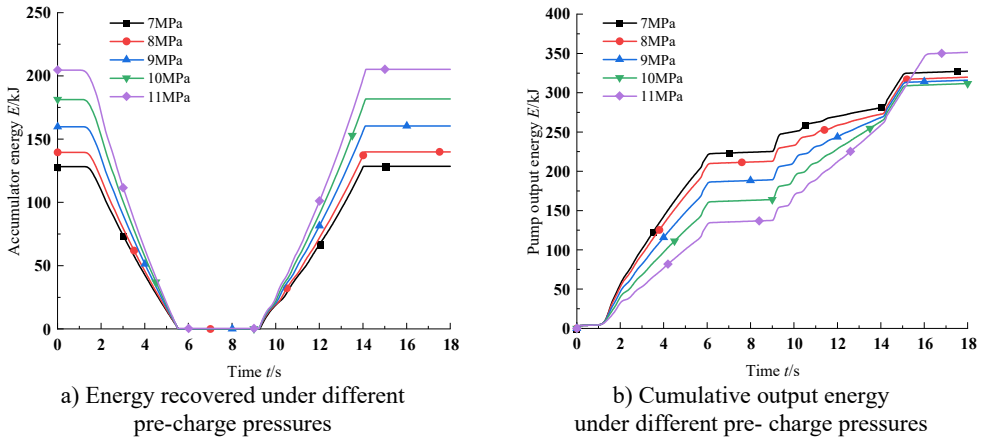 250
200
150
100
50
0
Accumulator energy E/kJ
7MPa
8MPa
9MPa
10MPa
11MPa
0 2 4 6 8 10 12 14 16 18
Time t/s
a) Energy recovered under different
pre-charge pressures
400
350
300
250
200
150
100
50
0
Pump output energy E/kJ
7MPa
8MPa
9MPa
10MPa
11MPa
0 2 4 6 8 10 12 14 16 18
Time t/s
b) Cumulative output energy
under different pre- charge pressures